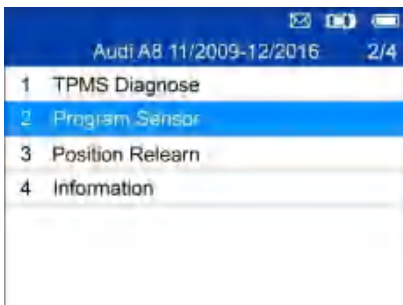 Audi A8 11/2009-12/2016 2/4
1 TPMS Diagnose
2 Program Sensor
3 Position Relearn
4 Information